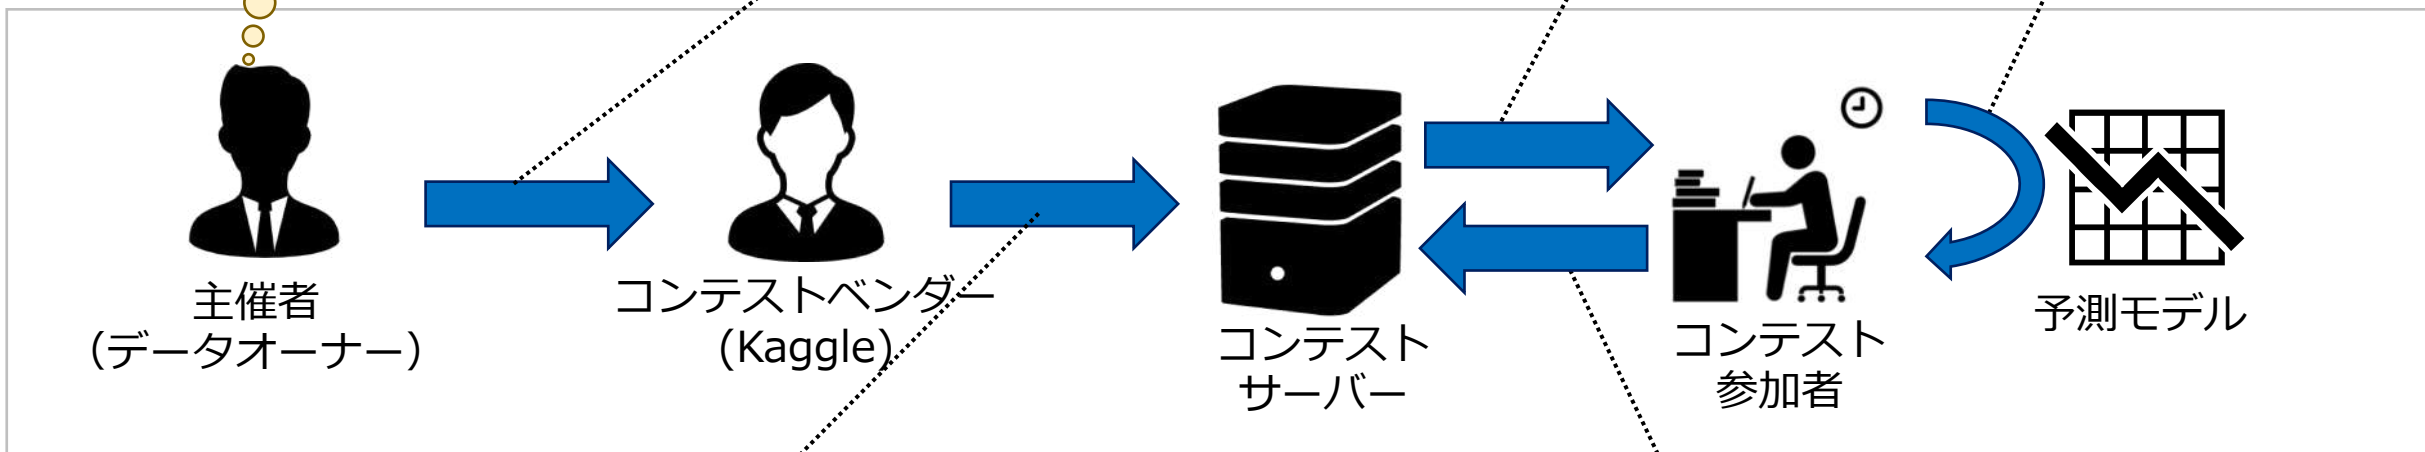 主催者
（データオーナー）
コンテストベンダー
(Kaggle)
コンテスト
サーバー
コンテスト
参加者
予測モデル